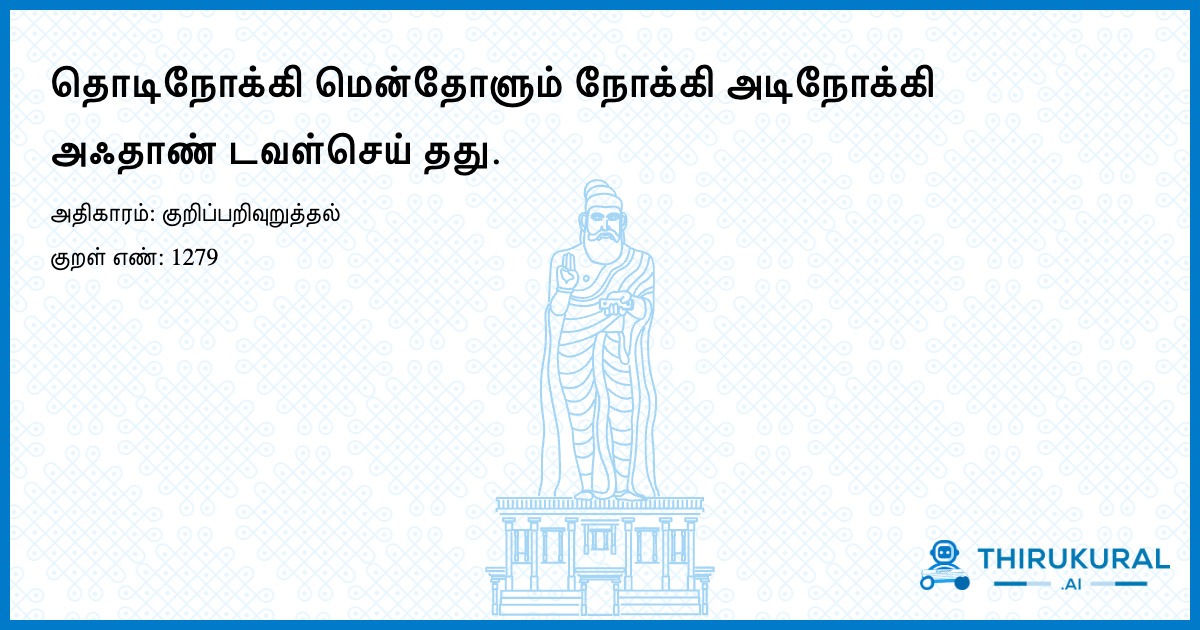 தொடிநோக்கி மென்தோளும் நோக்கி அடிநோக்கி
அஃதாண் டவள்செய் தது.
அதிகாரம்: குறிப்பறிவுறுத்தல்
குறள் எண்: 1279
THIRUKURAL
.AI